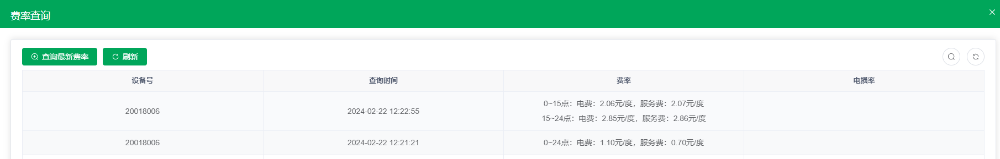 费率查询
查询最新费率 刷新
设备号 查询时间 费率 电损率
20018006 2024-02-22 12:22:55 0~15点：电费：2.06元/度，服务费：2.07元/度
15~24点：电费：2.85元/度，服务费：2.86元/度
20018006 2024-02-22 12:21:21 0~24点：电费：1.10元/度，服务费：0.70元/度